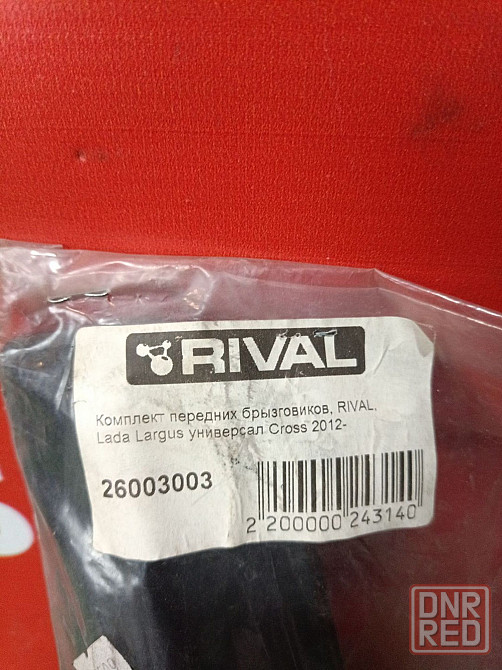 RIVAL
Комплект передних брызговиков, RIVAL,
Lada Largus универсал Cross 2012-
26003003
2 200000 243140
DNR
RED